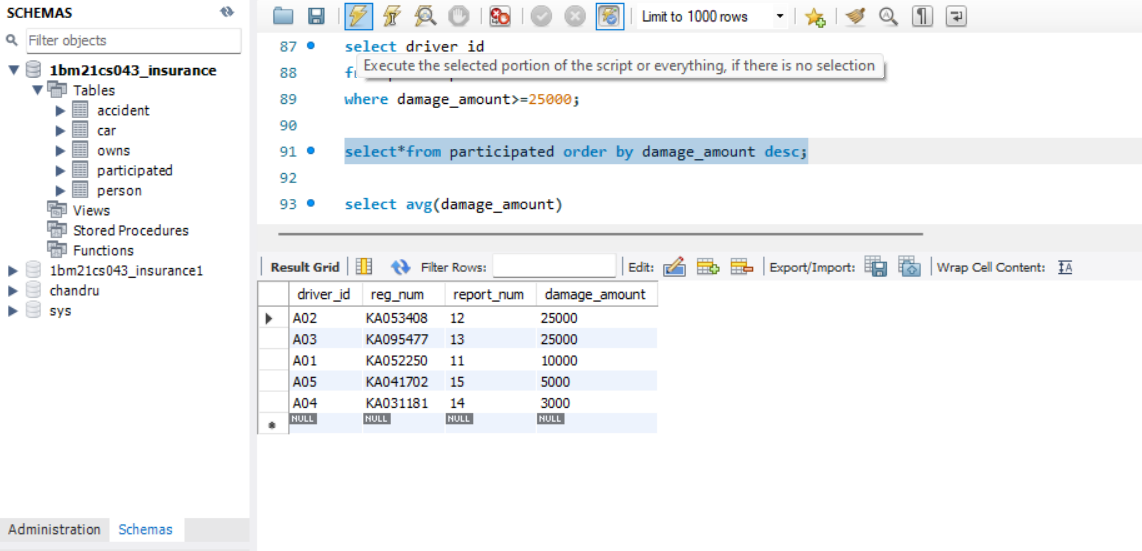 SCHEMAS
Filter objects
1bm21cs043_insurance
Tables
accident
car
owns
participated
person
Views
Stored Procedures
Functions
1bm21cs043_insurance1
chandru
sys
Administration Schemas
Limit to 1000 rows
87 select driver id
Execute the selected portion of the script or everything, if there is no selection
88
89 where damage_amount>=25000;
90
91 select*from participated order by damage_amount desc;
92
93 select avg(damage_amount)
Result Grid Filter Rows: Edit: Export/Import: Wrap Cell Content: IA
driver_id reg_num report_num damage_amount
A02 KA053408 12 25000
A03 KA095477 13 25000
A01 KA052250 11 10000
A05 KA041702 15 5000
A04 KA031181 14 3000
NULL NULL NULL NULL